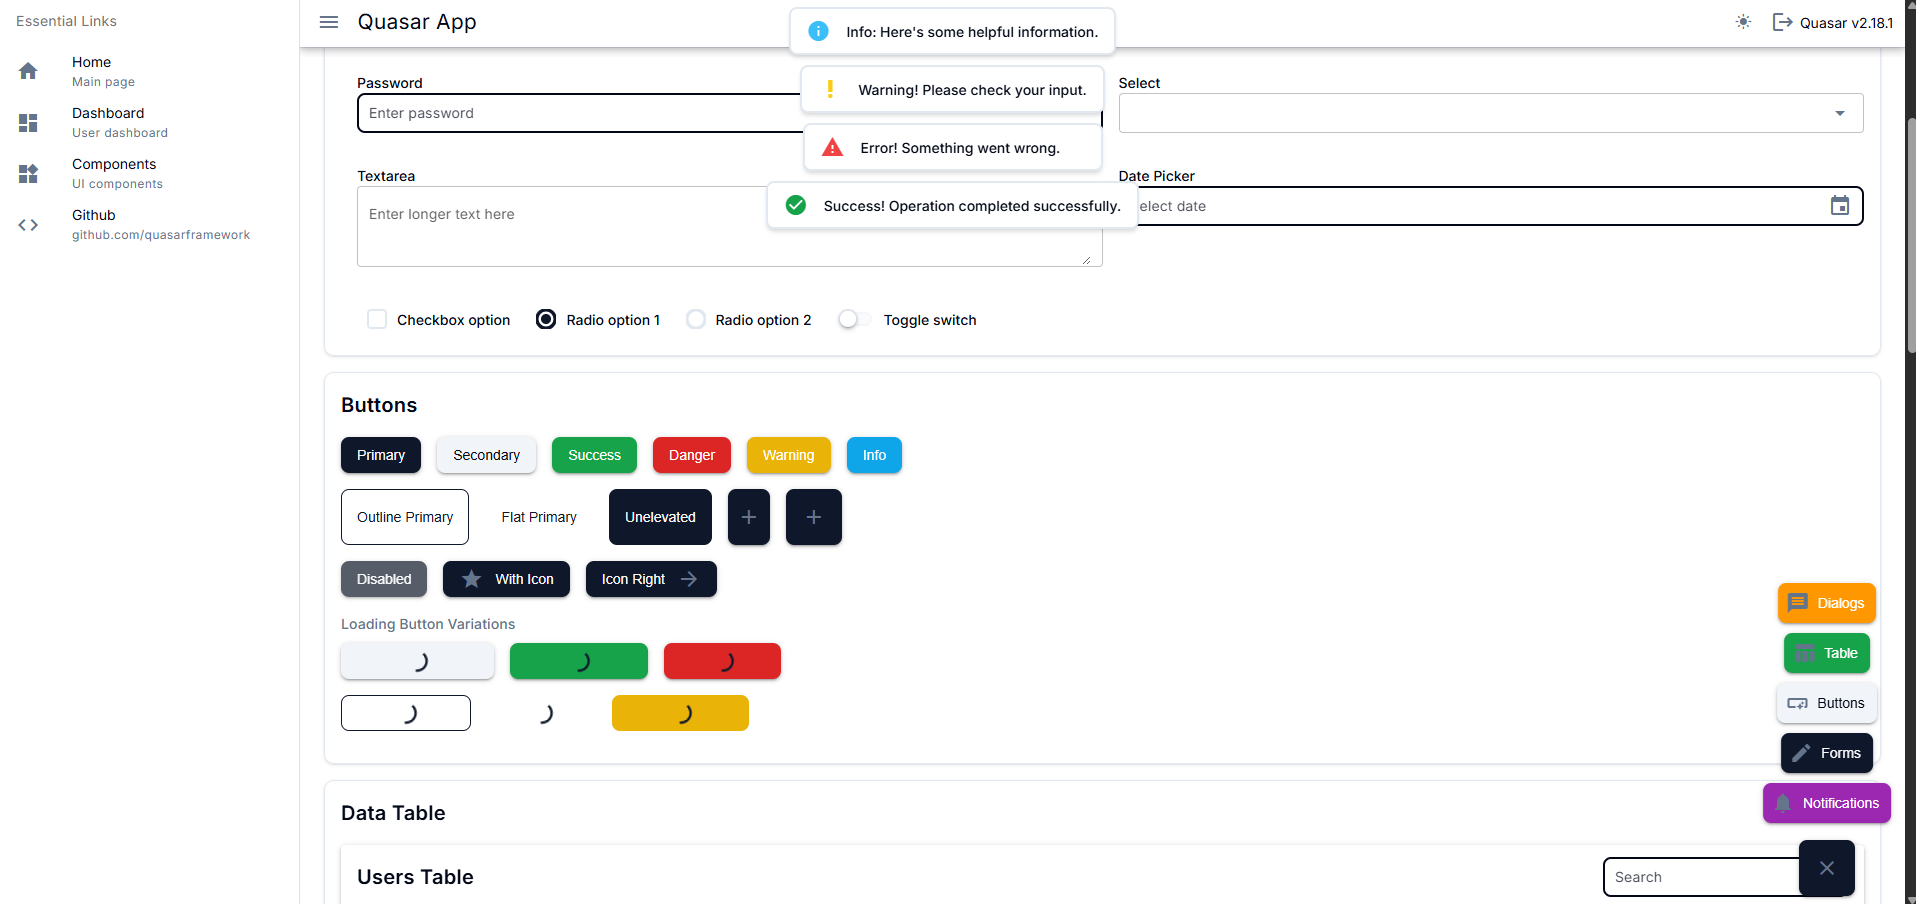 Essential Links
Home
Main page
Dashboard
User dashboard
Components
UI components
Github
github.com/quasarframework
Quasar App
Quasar v2.18.1
Info: Here's some helpful information.
Warning! Please check your input.
Error! Something went wrong.
Success! Operation completed successfully.
Password
Enter password
Select
Textarea
Enter longer text here
Date Picker
elect date
Checkbox option
Radio option 1
Radio option 2
Toggle switch
Buttons
Primary
Secondary
Success
Danger
Warning
Info
Outline Primary
Flat Primary
Unelevated
Disabled
With Icon
Icon Right
Loading Button Variations
Dialogs
Table
Buttons
Forms
Notifications
Data Table
Users Table
Search